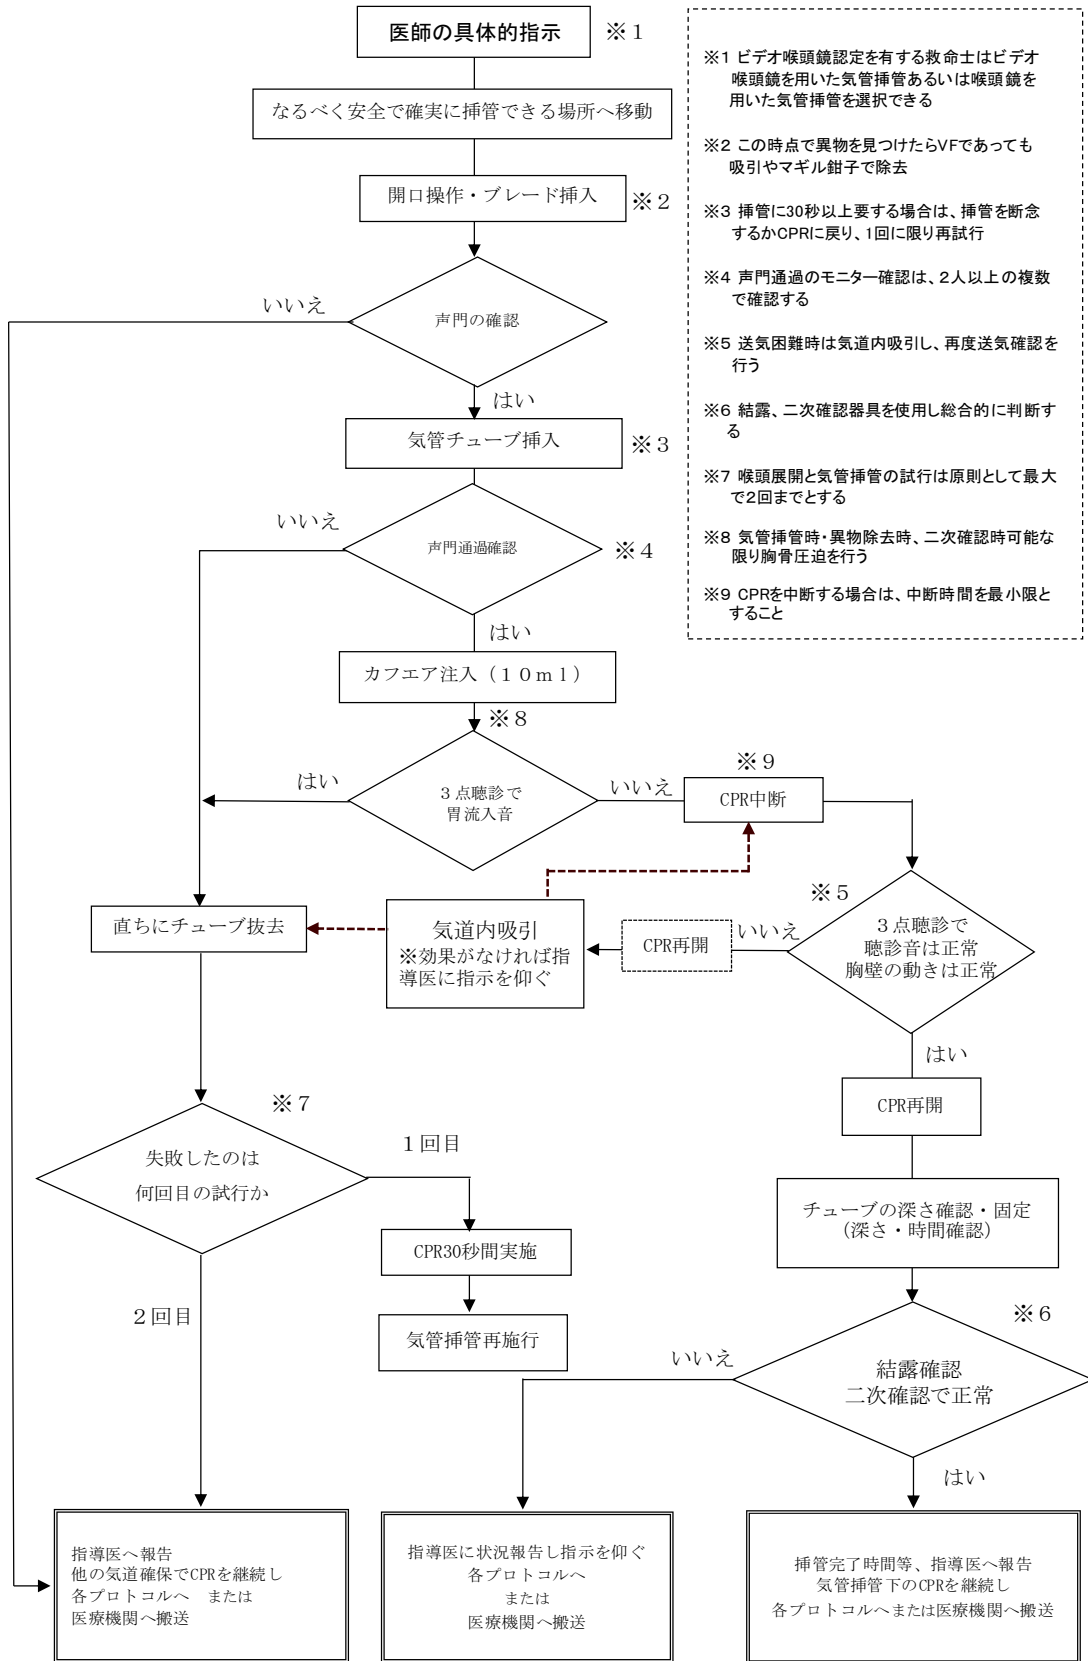 医師の具体的指示
※１
なるべく安全で確実に挿管できる場所へ移動
開口操作・ブレード挿入
※２
いいえ
声門の確認
はい
気管チューブ挿入
※３
いいえ
声門通過確認
※４
はい
カフエア注入（１０ｍｌ）
※８
はい
３点聴診で
胃流入音
いいえ
※９
CPR中断
※５
３点聴診で
聴診音は正常
胸壁の動きは正常
いいえ
CPR再開
気道内吸引
※効果がなければ指
導医に指示を仰ぐ
直ちにチューブ抜去
はい
CPR再開
※７
失敗したのは
何回目の試行か
１回目
CPR30秒間実施
気管挿管再施行
２回目
チューブの深さ確認・固定
（深さ・時間確認）
※６
結露確認
二次確認で正常
いいえ
はい
指導医へ報告
他の気道確保でCPRを継続し
各プロトコルへ　または
医療機関へ搬送
指導医に状況報告し指示を仰ぐ
各プロトコルへ
または
医療機関へ搬送
挿管完了時間等、指導医へ報告
気管挿管下のCPRを継続し
各プロトコルへまたは医療機関へ搬送
※１ ビデオ喉頭鏡認定を有する救命士はビデオ
喉頭鏡を用いた気管挿管あるいは喉頭鏡を
用いた気管挿管を選択できる
※２ この時点で異物を見つけたらVFであっても
吸引やマギル鉗子で除去
※３ 挿管に30秒以上要する場合は、挿管を断念
するかCPRに戻り、1回に限り再試行
※４ 声門通過のモニター確認は、２人以上の複数
で確認する
※５ 送気困難時は気道内吸引し、再度送気確認を
行う
※６ 結露、二次確認器具を使用し総合的に判断す
る
※７ 喉頭展開と気管挿管の試行は原則として最大
で2回までとする
※８ 気管挿管時・異物除去時、二次確認時可能な
限り胸骨圧迫を行う
※９ CPRを中断する場合は、中断時間を最小限と
すること